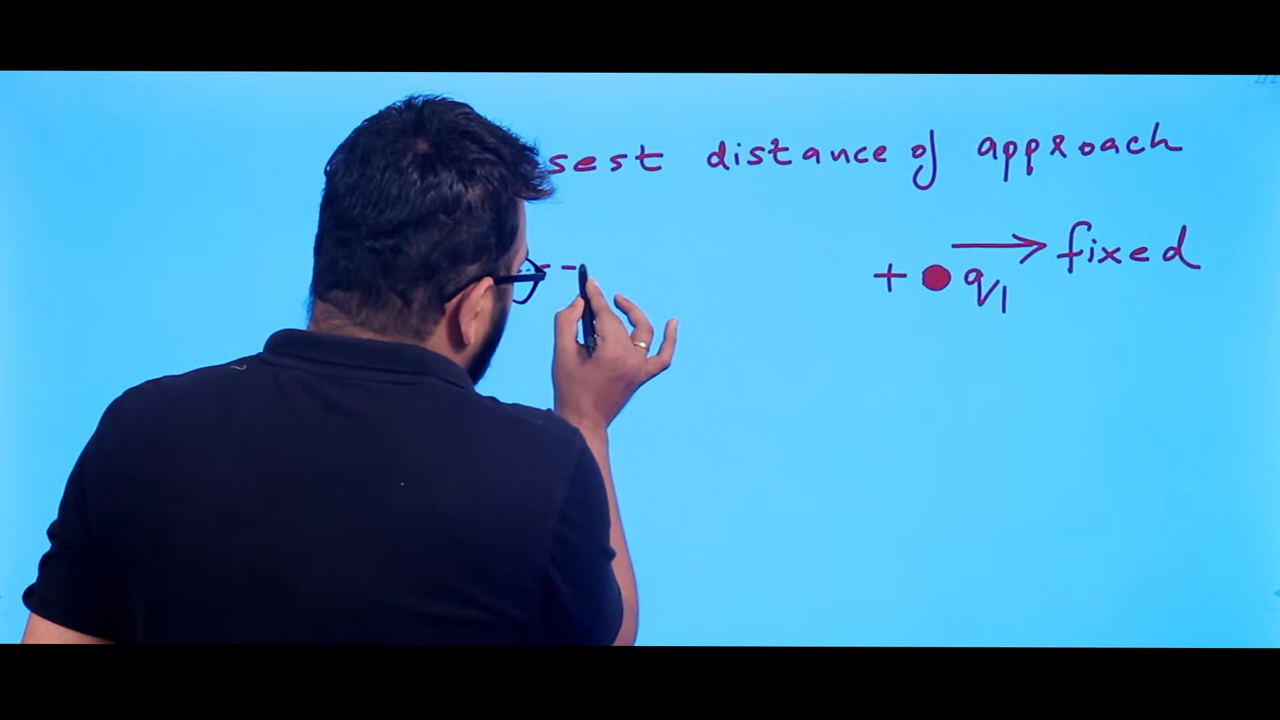 sest distance of approach
+ q₁ → fixed